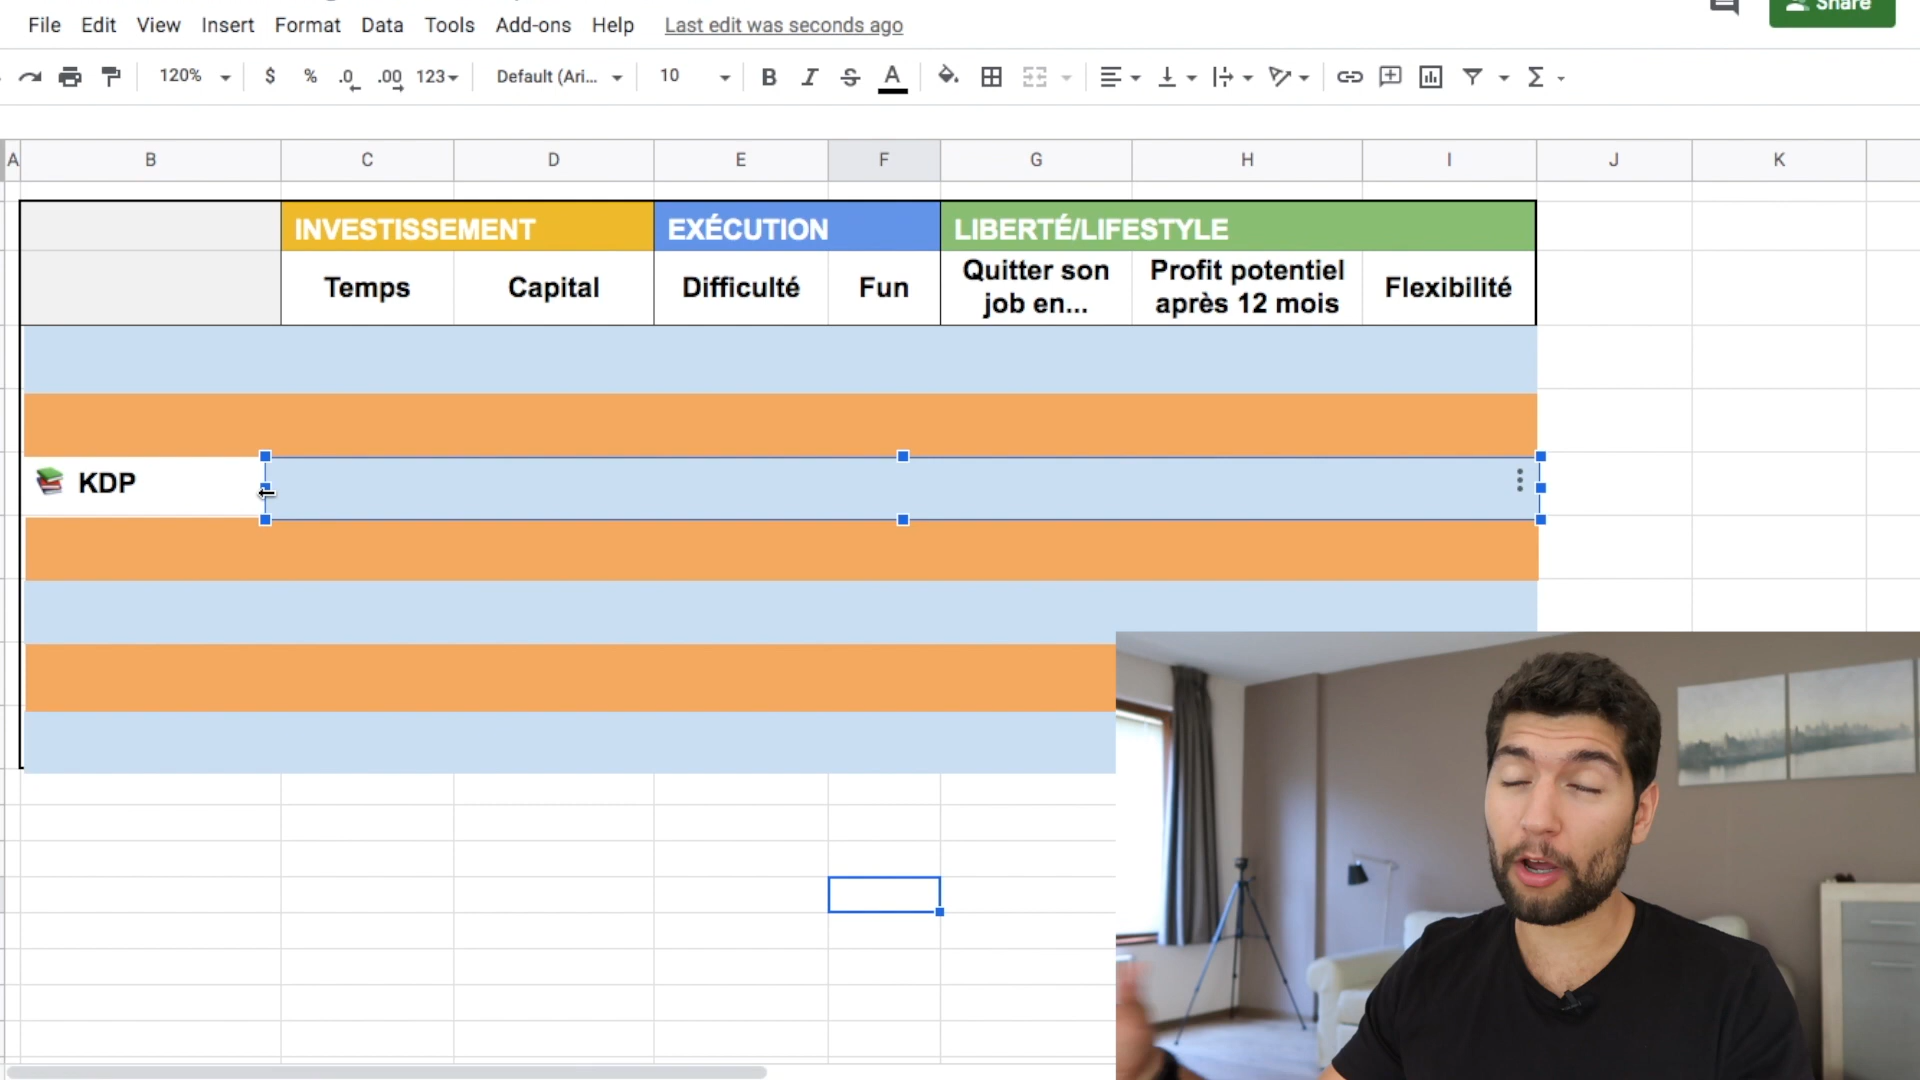 Share
File Edit View Insert Format Data Tools Add-ons Help Last edit was seconds ago
120% $ % .0 .00 123 Default (Ari... 10 B I S A Σ
A B C D E F G H I J K
INVESTISSEMENT EXÉCUTION LIBERTÉ/LIFESTYLE
Temps Capital Difficulté Fun Quitter son job en... Profit potentiel après 12 mois Flexibilité
KDP